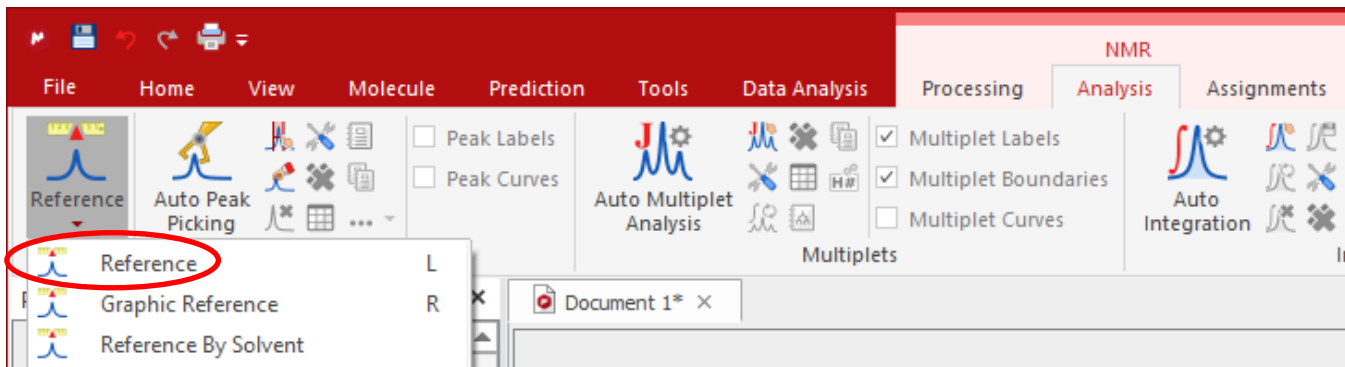 NMR
File Home View Molecule Prediction Tools Data Analysis Processing Analysis Assignments
Reference
Auto Peak
Picking
Peak Labels
Peak Curves
Auto Multiplet
Analysis
H#
Multiplet Labels
Multiplet Boundaries
Multiplet Curves
Multiplets
Auto
Integration
Reference L
Graphic Reference R
Reference By Solvent
Document 1*